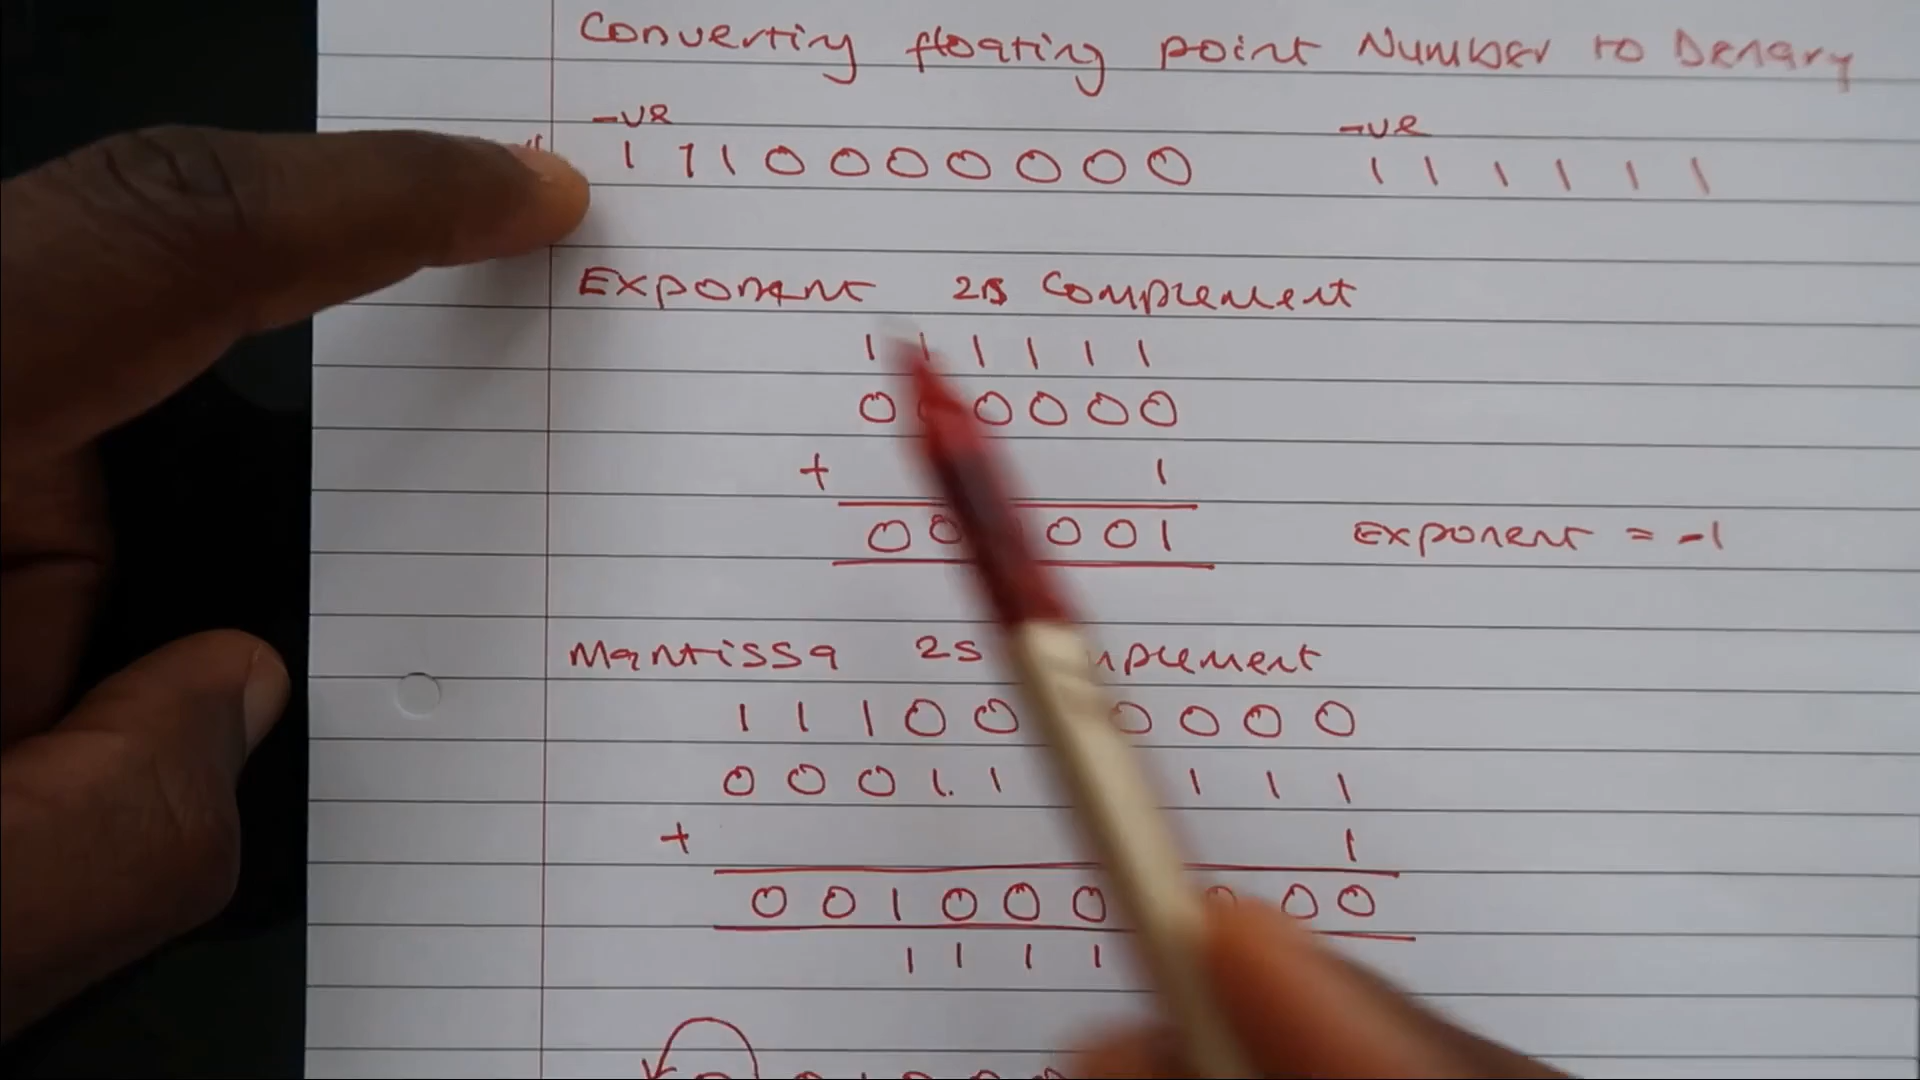 Converting floating point Number to Denary
-ve -ve
1 1 1 0 0 0 0 0 0 0 1 1 1 1 1 1
Exponent 2s Complement
1 1 1 1 1 1
0 0 0 0 0 0
+ 1
0 0 0 0 1 Exponent = -1
Mantissa 2s
1 1 1 0 0 0 0 0 0
0 0 0 1. 1 1 1 1
+ 1
0 0 1 0 0 0 0 0 0
1 1 1 1